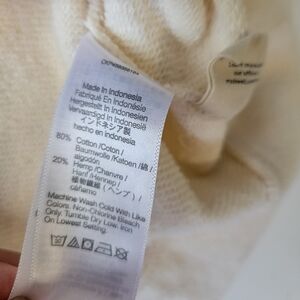 Made in Indonesia
Fabriqué En Indonésie
Hergestellt In Indonesien
Vervaardigd In Indonesië
インドネシア製
hecho en Indonesia
80% Cotton /Coton /
Baumwolle /Katoen /綿 /
algodón
20% Hemp /Chanvre /
Hanf /Hennep /
植物繊維 (ヘンプ) /
cáñamo
Machine Wash Cold With Like
Colors. Non-Chlorine Bleach
Only. Tumble Dry Low. Iron
On Lowest Setting.